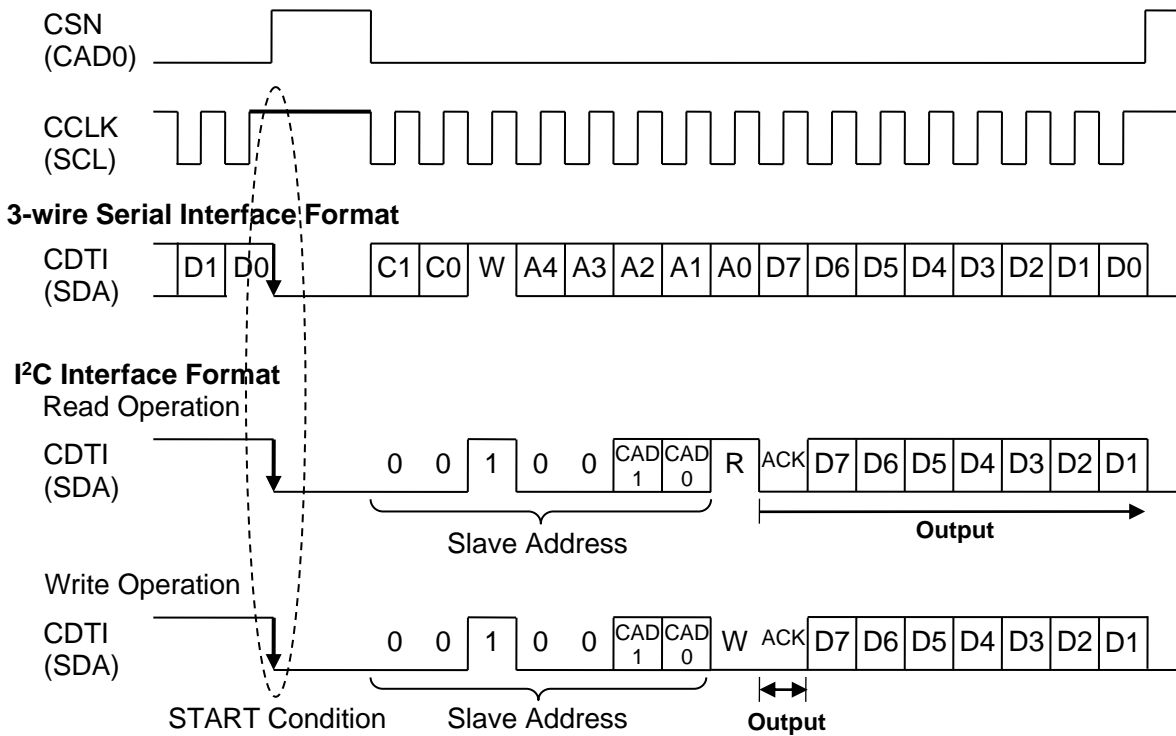 CSN
(CAD0)
CCLK
(SCL)
3-wire Serial Interface Format
CDTI
(SDA)
D1 D0 C1 C0 W A4 A3 A2 A1 A0 D7 D6 D5 D4 D3 D2 D1 D0
I²C Interface Format
Read Operation
CDTI
(SDA)
0 0 1 0 0 CAD1 CAD0 R ACK D7 D6 D5 D4 D3 D2 D1
Slave Address
Output
Write Operation
CDTI
(SDA)
0 0 1 0 0 CAD1 CAD0 W ACK D7 D6 D5 D4 D3 D2 D1
START Condition
Slave Address
Output